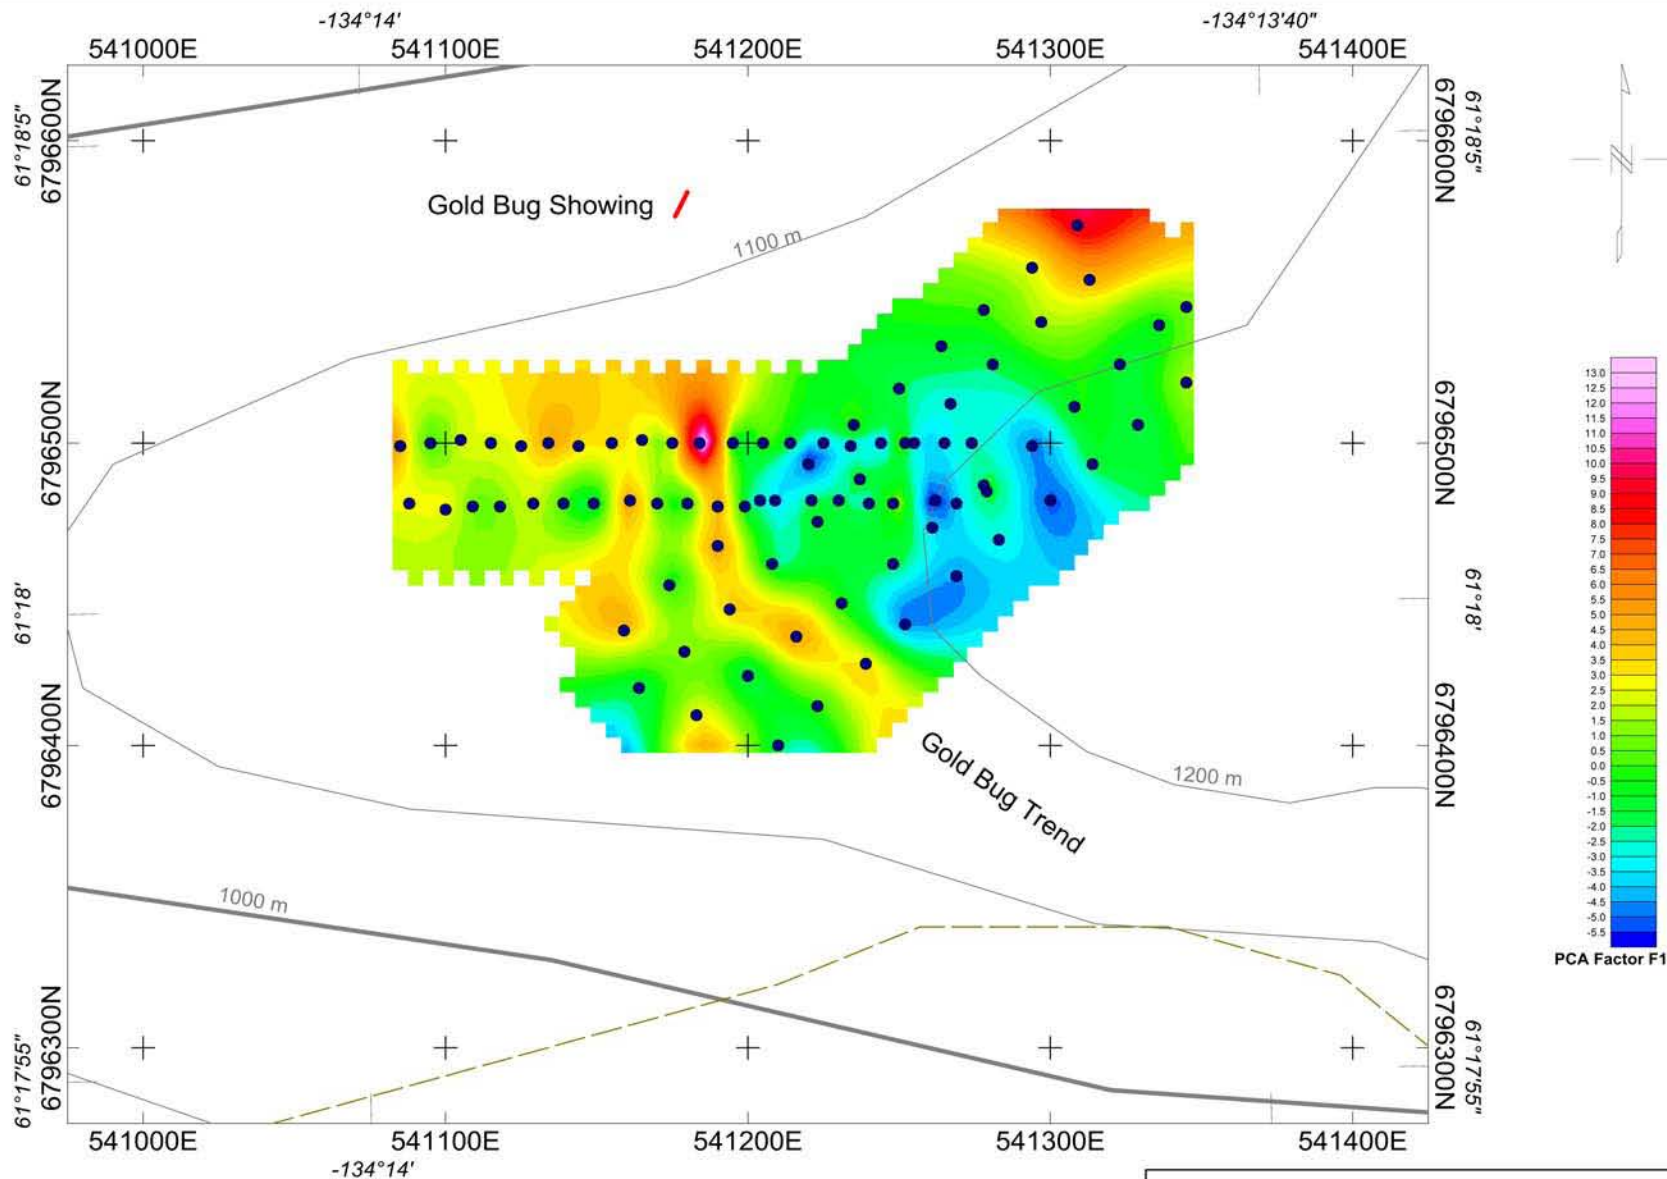 -134°14'
-134°13'40"
541000E 541100E 541200E 541300E 541400E
61°18'5"
6796600N
6796600N
61°18'5"
N
Gold Bug Showing
1100 m
6796500N
6796500N
13.0
12.5
12.0
11.5
11.0
10.5
10.0
9.5
9.0
8.5
8.0
7.5
7.0
6.5
6.0
5.5
5.0
4.5
4.0
3.5
3.0
2.5
2.0
1.5
1.0
0.5
0.0
-0.5
-1.0
-1.5
-2.0
-2.5
-3.0
-3.5
-4.0
-4.5
-5.0
-5.5
PCA Factor F1
61°18'
61°18'
6796400N
6796400N
Gold Bug Trend
1200 m
1000 m
61°17'55"
6796300N
6796300N
61°17'55"
541000E 541100E 541200E 541300E 541400E
-134°14'